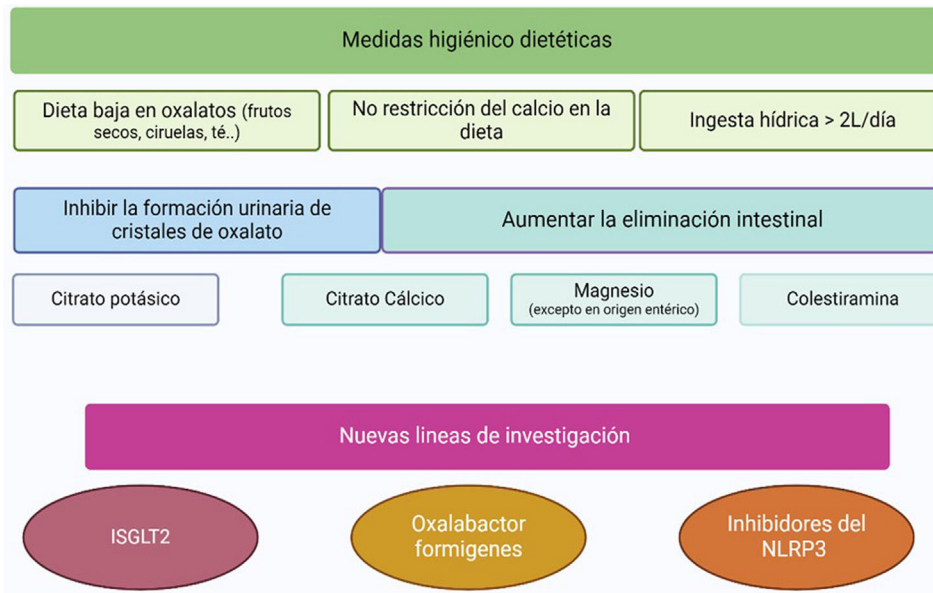 Medidas higiénico dietéticas
Dieta baja en oxalatos (frutos
secos, ciruelas, té..)
No restricción del calcio en la
dieta
Ingesta hídrica > 2L/día
Inhibir la formación urinaria de
cristales de oxalato
Aumentar la eliminación intestinal
Citrato potásico
Citrato Cálcico
Magnesio
(excepto en origen entérico)
Colestiramina
Nuevas lineas de investigación
ISGLT2
Oxalabactor
formigenes
Inhibidores del
NLRP3